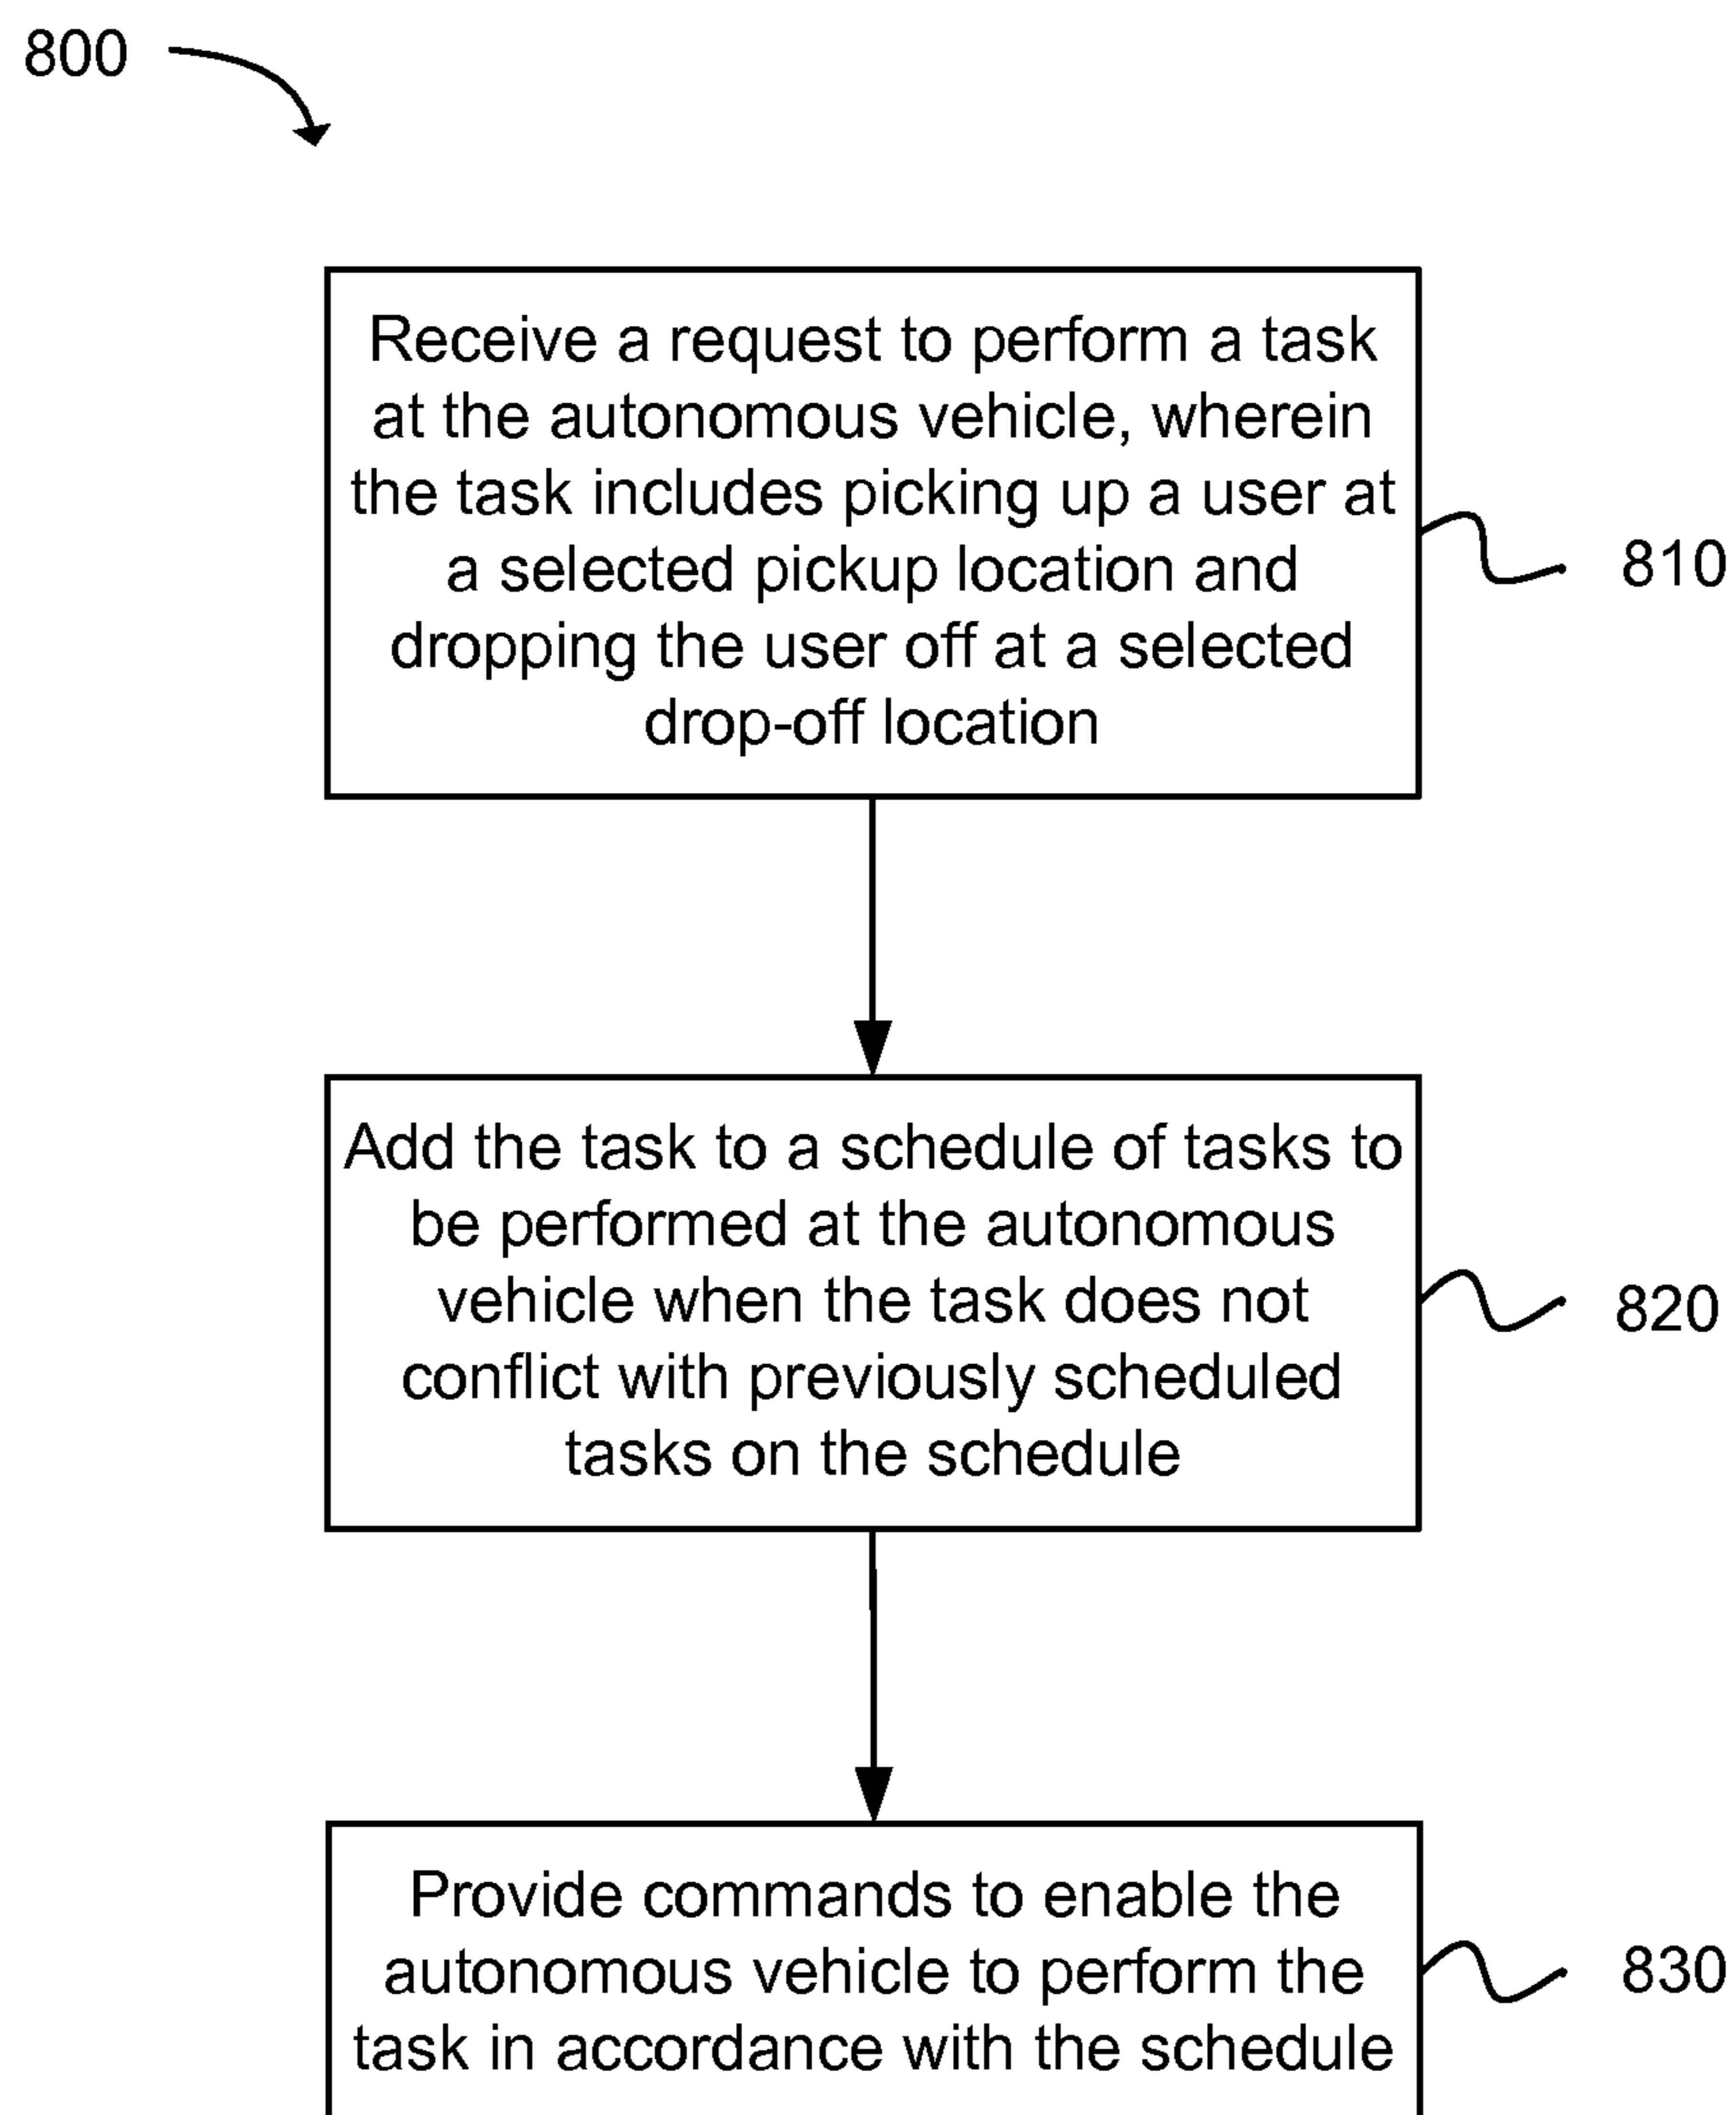 800
Receive a request to perform a task
at the autonomous vehicle, wherein
the task includes picking up a user at
a selected pickup location and
dropping the user off at a selected
drop-off location
810
Add the task to a schedule of tasks to
be performed at the autonomous
vehicle when the task does not
conflict with previously scheduled
tasks on the schedule
820
Provide commands to enable the
autonomous vehicle to perform the
task in accordance with the schedule
830